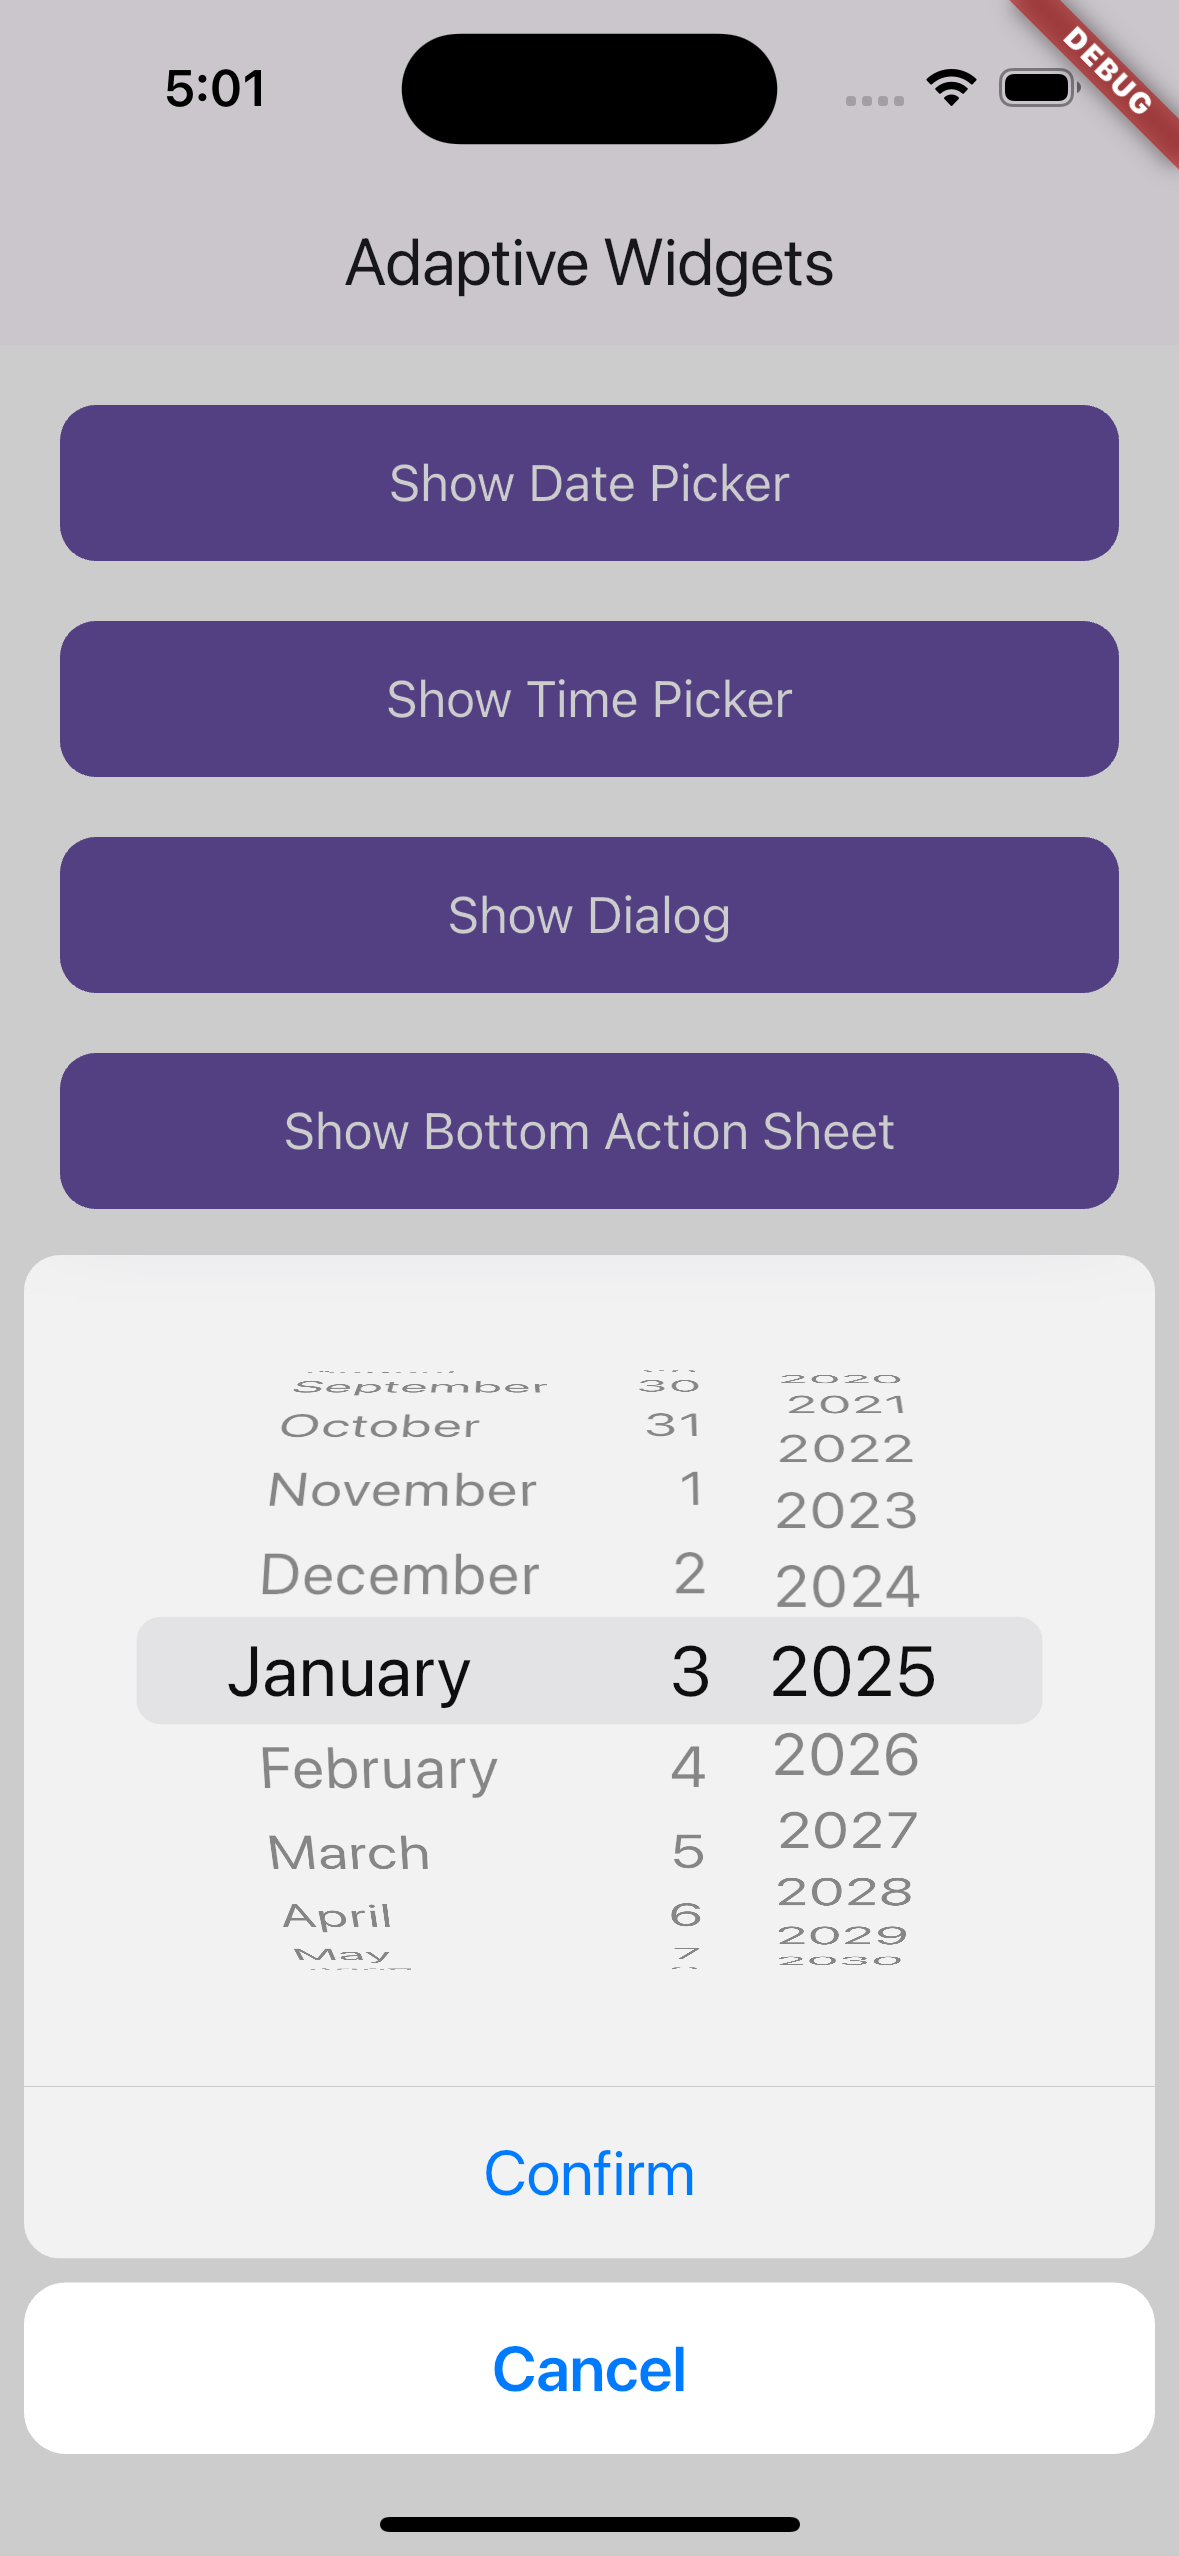 5:01
DEBUG
Adaptive Widgets
Show Date Picker
Show Time Picker
Show Dialog
Show Bottom Action Sheet
September 30 2020
October 31 2021
2022
November 1 2023
December 2 2024
January 3 2025
February 4 2026
March 5 2027
April 6 2028
May 7 2029
2030
Confirm
Cancel